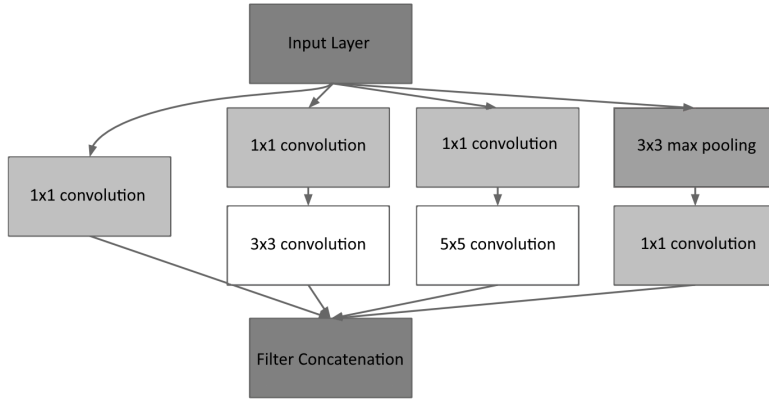 Input Layer
1x1 convolution
1x1 convolution
3x3 max pooling
1x1 convolution
3x3 convolution
5x5 convolution
1x1 convolution
Filter Concatenation